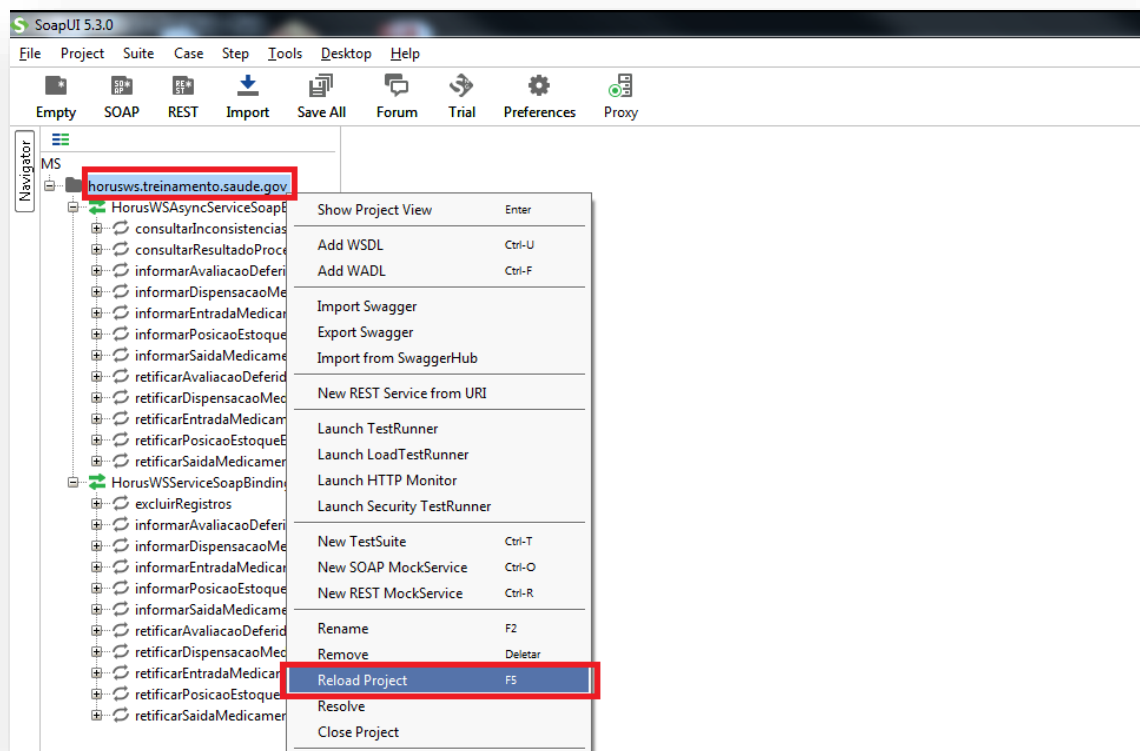 SoapUI 5.3.0
File Project Suite Case Step Tools Desktop Help
Empty SOAP REST Import Save All Forum Trial Preferences Proxy
Navigator
MS
horusws.treinamento.saude.gov
HorusWSAsyncServiceSoapB
consultarInconsistencias
consultarResultadoProce
informarAvaliacaoDeferi
informarDispensacaoMe
informarEntradaMedicar
informarPosicaoEstoque
informarSaidaMedicame
retificarAvaliacaoDeferid
retificarDispensacaoMed
retificarEntradaMedicam
retificarPosicaoEstoqueE
retificarSaidaMedicamer
HorusWSServiceSoapBinding
excluirRegistros
informarAvaliacaoDeferi
informarDispensacaoMe
informarEntradaMedicar
informarPosicaoEstoque
informarSaidaMedicame
retificarAvaliacaoDeferid
retificarDispensacaoMed
retificarEntradaMedicar
retificarPosicaoEstoque
retificarSaidaMedicamer
Show Project View Enter
Add WSDL Ctrl-U
Add WADL Ctrl-F
Import Swagger
Export Swagger
Import from SwaggerHub
New REST Service from URI
Launch TestRunner
Launch LoadTestRunner
Launch HTTP Monitor
Launch Security TestRunner
New TestSuite Ctrl-T
New SOAP MockService Ctrl-O
New REST MockService Ctrl-R
Rename F2
Remove Deletar
Reload Project F5
Resolve
Close Project